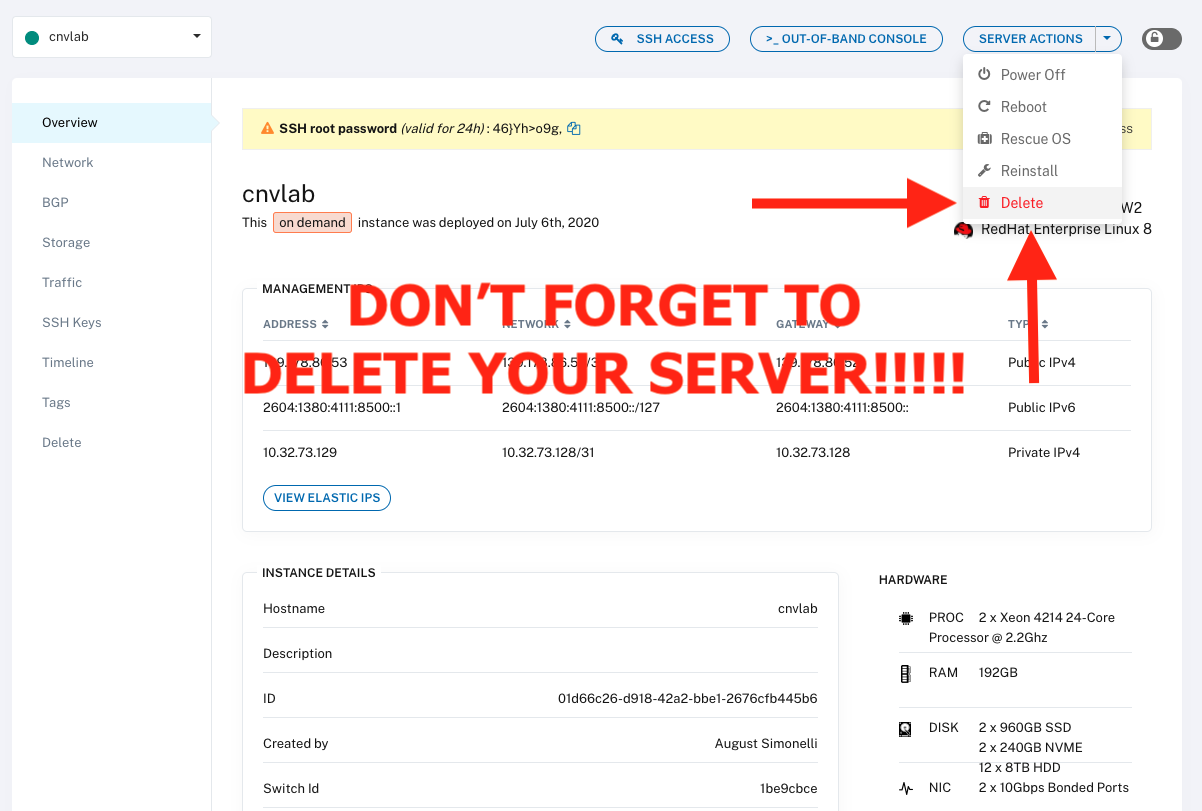 cnvlab
SSH ACCESS
>_ OUT-OF-BAND CONSOLE
SERVER ACTIONS
Power Off
Reboot
Rescue OS
Reinstall
Delete
Overview
Network
BGP
Storage
Traffic
SSH Keys
Timeline
Tags
Delete
SSH root password (valid for 24h) : 46}Yh>o9g,
cnvlab
This on demand instance was deployed on July 6th, 2020
RedHat Enterprise Linux 8
DON'T FORGET TO
DELETE YOUR SERVER!!!!!
ADDRESS NETWORK GATEWAY
Public IPv4
2604:1380:4111:8500::1 2604:1380:4111:8500::/127 2604:1380:4111:8500:: Public IPv6
10.32.73.129 10.32.73.128/31 10.32.73.128 Private IPv4
VIEW ELASTIC IPS
INSTANCE DETAILS
Hostname cnvlab
Description
ID 01d66c26-d918-42a2-bbe1-2676cfb445b6
Created by August Simonelli
Switch Id 1be9cbce
HARDWARE
PROC 2 x Xeon 4214 24-Core
Processor @ 2.2Ghz
RAM 192GB
DISK 2 x 960GB SSD
2 x 240GB NVME
12 x 8TB HDD
NIC 2 x 10Gbps Bonded Ports